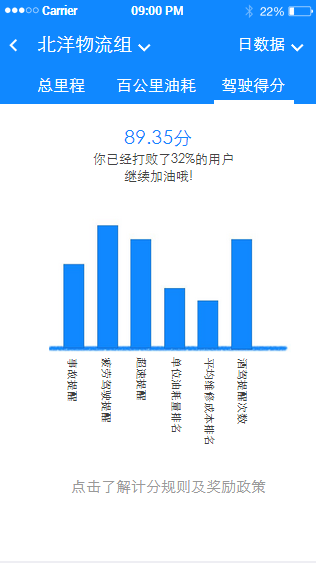 Carrier 09:00 PM 22%
北洋物流组 日数据
总里程 百公里油耗 驾驶得分
89.35分
你已经打败了32%的用户
继续加油哦!
事故提醒
疲劳驾驶提醒
超速提醒
单位油耗量排名
平均维修成本排名
酒驾提醒次数
点击了解计分规则及奖励政策